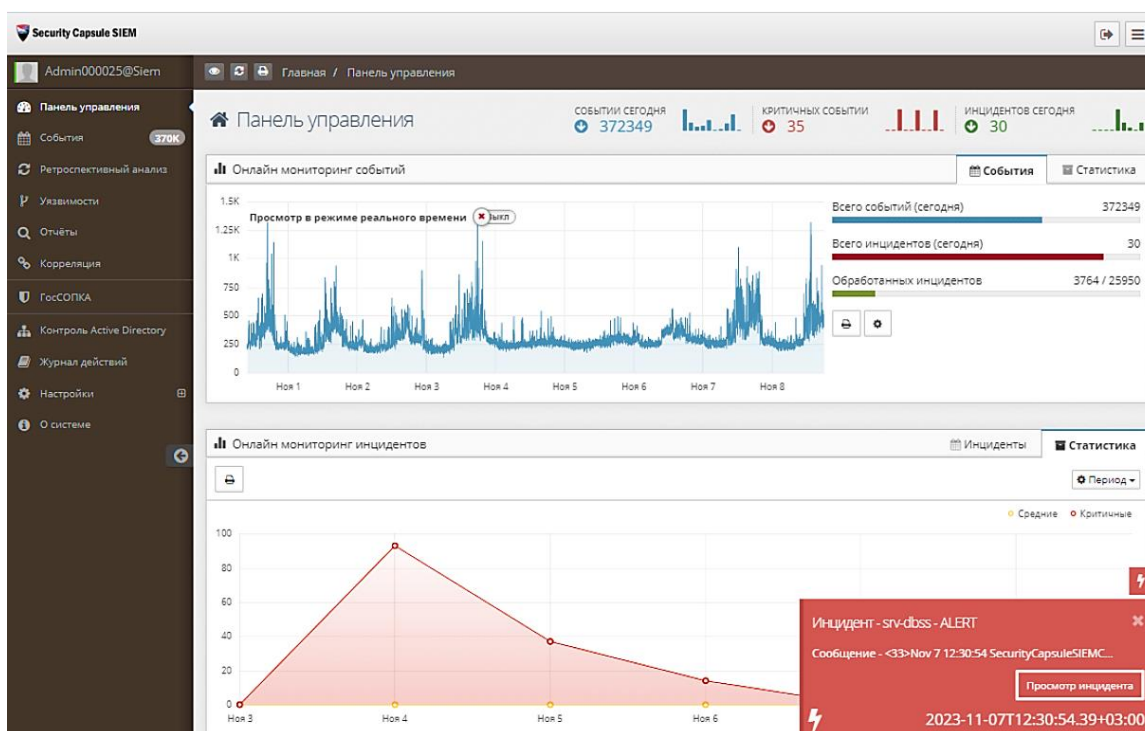 Security Capsule SIEM
Admin000025@Siem
Главная / Панель управления
Панель управления
События
370K
Ретроспективный анализ
Уязвимости
Отчёты
Корреляция
ГосСОПКА
Контроль Active Directory
Журнал действий
Настройки
О системе
Панель управления
СОБЫТИЙ СЕГОДНЯ
372349
КРИТИЧНЫХ СОБЫТИЙ
35
ИНЦИДЕНТОВ СЕГОДНЯ
30
Онлайн мониторинг событий
События
Статистика
Просмотр в режиме реального времени
1.5K
1.25K
1K
750
500
250
0
Ноя 1
Ноя 2
Ноя 3
Ноя 4
Ноя 5
Ноя 6
Ноя 7
Ноя 8
Всего событий (сегодня) 372349
Всего инцидентов (сегодня) 30
Обработанных инцидентов 3764 / 25950
Онлайн мониторинг инцидентов
Инциденты
Статистика
Период
Средние
Критичные
100
80
60
40
20
0
Ноя 3
Ноя 4
Ноя 5
Ноя 6
Инцидент - srv-dbss - ALERT
Сообщение - <33>Nov 7 12:30:54 SecurityCapsuleSIEMC...
Просмотр инцидента
2023-11-07T12:30:54.39+03:00